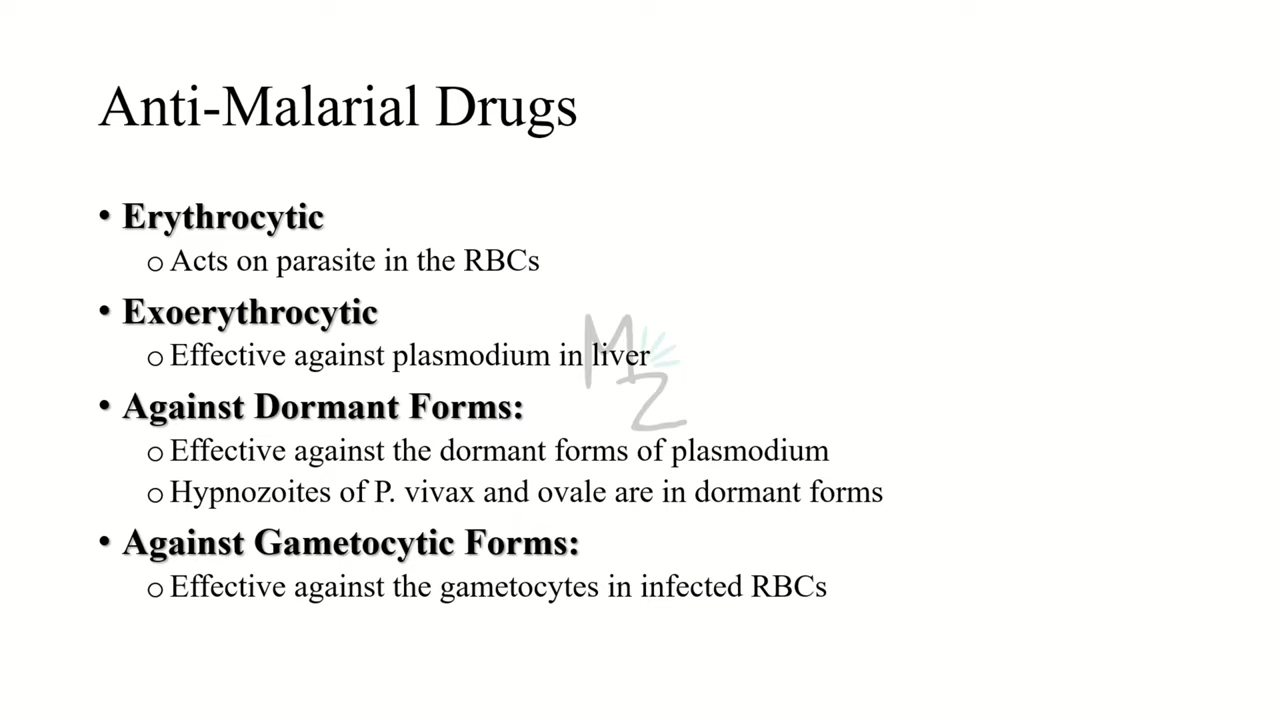 Anti-Malarial Drugs
• Erythrocytic
o Acts on parasite in the RBCs
• Exoerythrocytic
o Effective against plasmodium in liver
• Against Dormant Forms:
o Effective against the dormant forms of plasmodium
o Hypnozoites of P. vivax and ovale are in dormant forms
• Against Gametocytic Forms:
o Effective against the gametocytes in infected RBCs
MZ